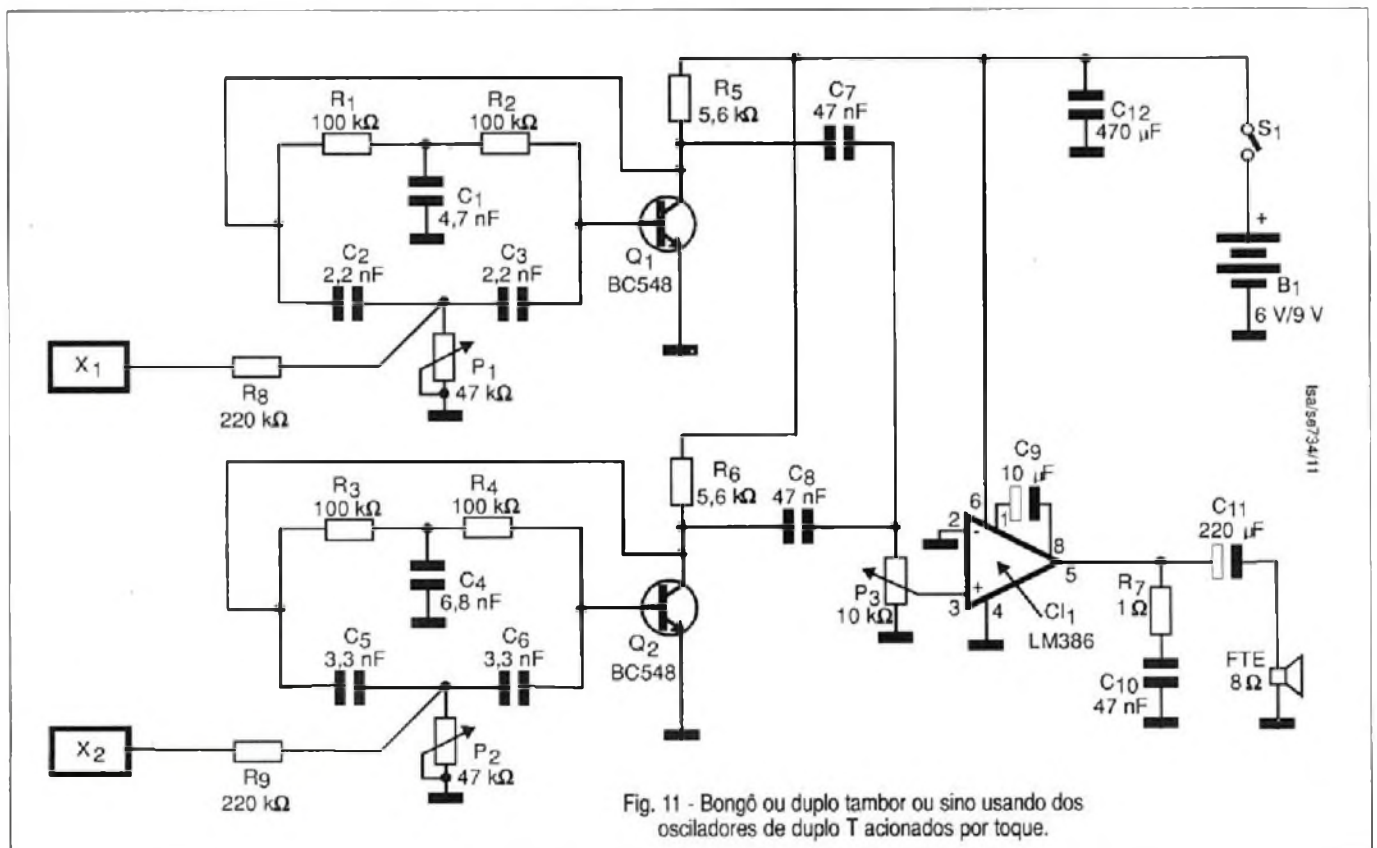 R1
100 kΩ
R2
100 kΩ
C1
4,7 nF
C2
2,2 nF
C3
2,2 nF
X1
R8
220 kΩ
P1
47 kΩ
R5
5,6 kΩ
Q1
BC548
C7
47 nF
C12
470 µF
S1
+
B1
6 V/9 V
R3
100 kΩ
R4
100 kΩ
C4
6,8 nF
C5
3,3 nF
C6
3,3 nF
X2
R9
220 kΩ
P2
47 kΩ
R6
5,6 kΩ
Q2
BC548
C8
47 nF
P3
10 kΩ
C9
10 µF
6
1
2
-
8
5
+
3
4
CI1
LM386
R7
1 Ω
C10
47 nF
C11
220 µF
FTE
8 Ω
lsa/se734/11
Fig. 11 - Bongô ou duplo tambor ou sino usando dos
osciladores de duplo T acionados por toque.